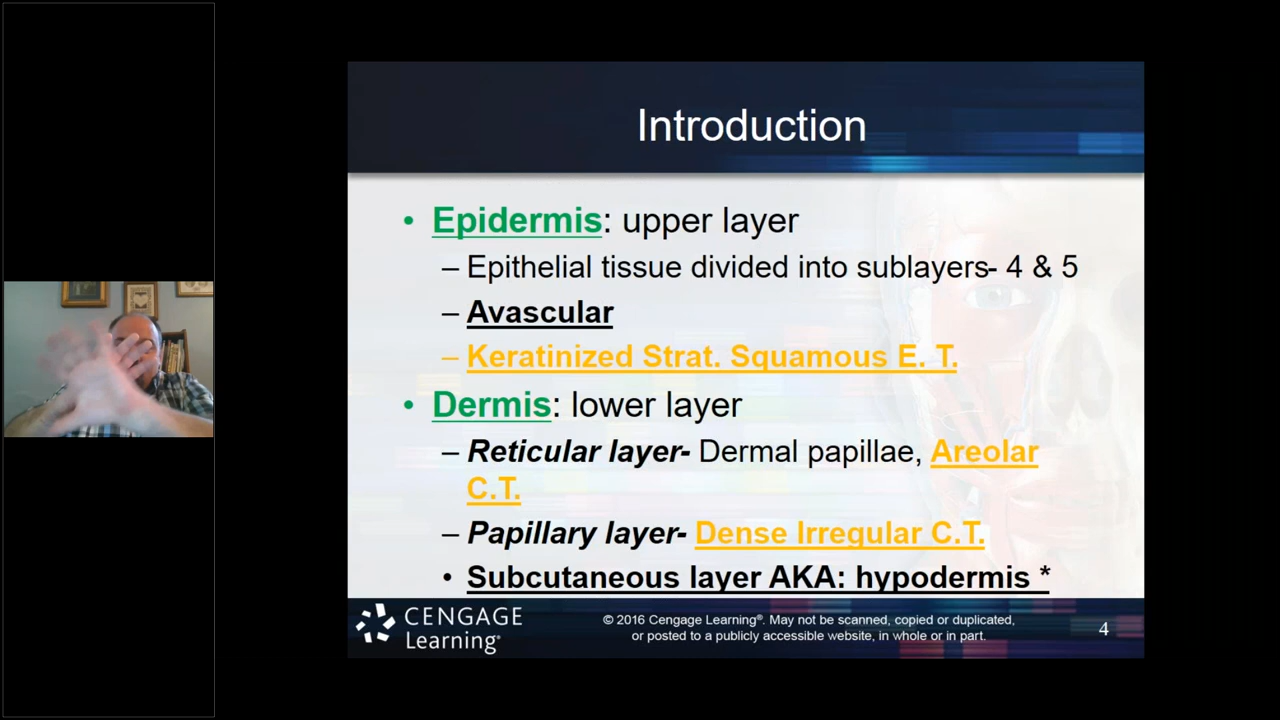 Introduction
• Epidermis: upper layer
– Epithelial tissue divided into sublayers- 4 & 5
– Avascular
– Keratinized Strat. Squamous E. T.
• Dermis: lower layer
– Reticular layer- Dermal papillae, Areolar
C.T.
– Papillary layer- Dense Irregular C.T.
• Subcutaneous layer AKA: hypodermis *
CENGAGE
Learning®
© 2016 Cengage Learning®. May not be scanned, copied or duplicated,
or posted to a publicly accessible website, in whole or in part.
4